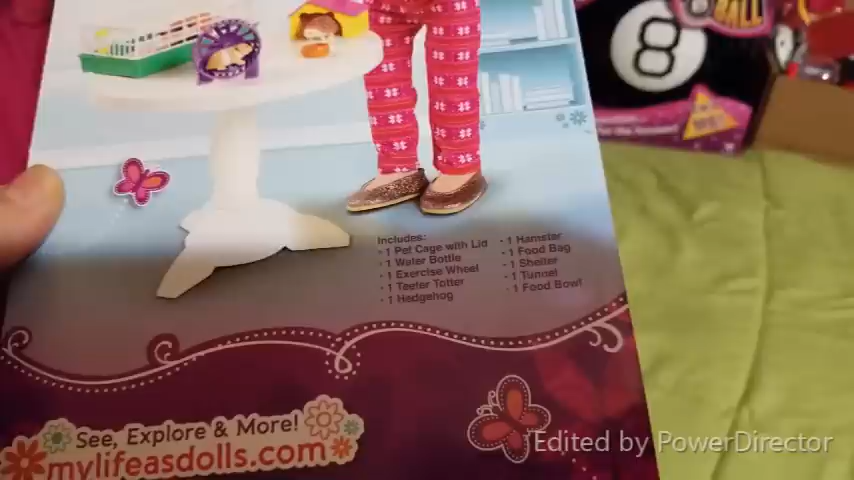 8
BALL
Includes:
· 1 Pet Cage with Lid
· 1 Water Bottle
· 1 Exercise Wheel
· 1 Teeter Totter
· 1 Hedgehog
· 1 Hamster
· 1 Food Bag
· 1 Shelter
· 1 Tunnel
· 1 Food Bowl
See, Explore & More!
mylifeasdolls.com
Edited by PowerDirector